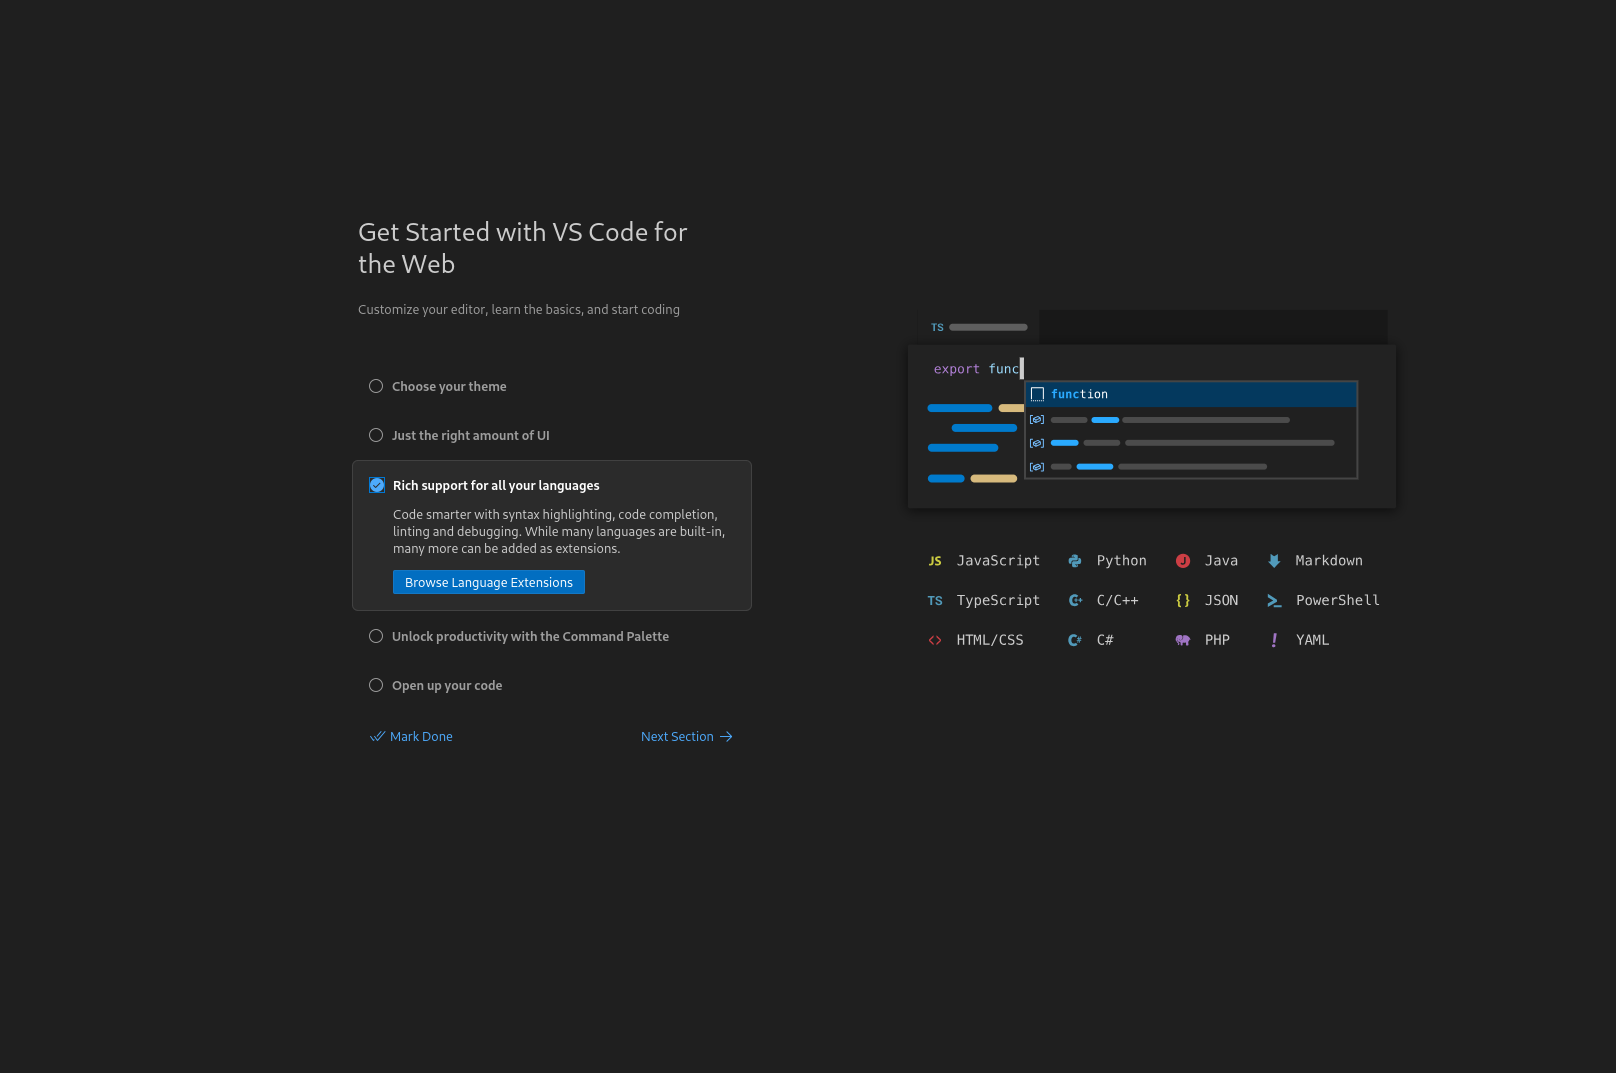 Get Started with VS Code for
the Web
Customize your editor, learn the basics, and start coding
Choose your theme
Just the right amount of UI
Rich support for all your languages
Code smarter with syntax highlighting, code completion,
linting and debugging. While many languages are built-in,
many more can be added as extensions.
Browse Language Extensions
Unlock productivity with the Command Palette
Open up your code
Mark Done
Next Section
TS
export func
function
JS JavaScript
Python
J Java
Markdown
TS TypeScript
C+ C/C++
{} JSON
>_ PowerShell
<> HTML/CSS
C# C#
PHP
! YAML